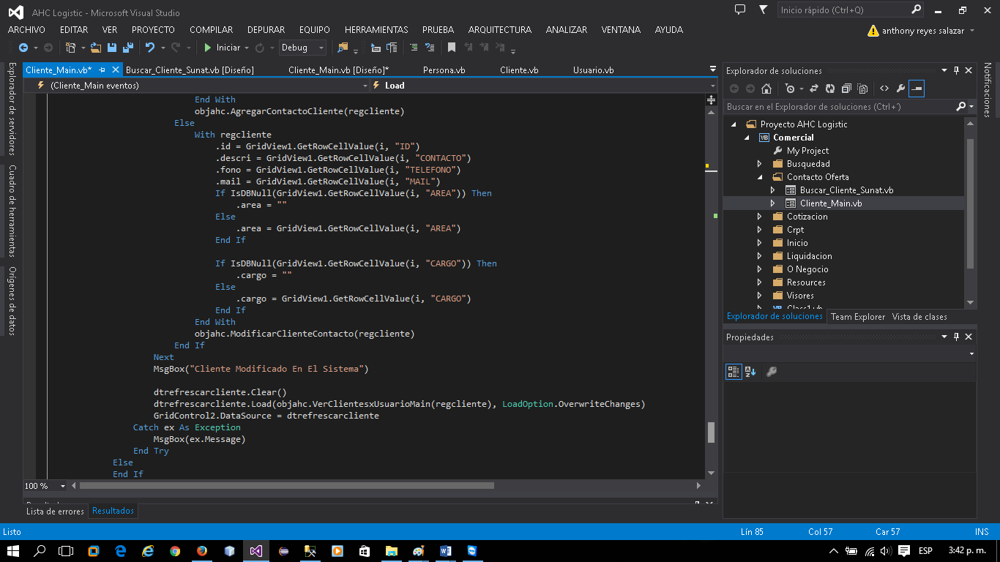 AHC Logistic - Microsoft Visual Studio
Inicio rápido (Ctrl+Q)
ARCHIVO EDITAR VER PROYECTO COMPILAR DEPURAR EQUIPO HERRAMIENTAS PRUEBA ARQUITECTURA ANALIZAR VENTANA AYUDA
anthony reyes salazar
Iniciar
Debug
Explorador de servidores
Cuadro de herramientas
Orígenes de datos
Cliente_Main.vb* Buscar_Cliente_Sunat.vb [Diseño] Cliente_Main.vb [Diseño]* Persona.vb Cliente.vb Usuario.vb
(Cliente_Main eventos) Load
End With
objahc.AgregarContactoCliente(regcliente)
Else
With regcliente
.id = GridView1.GetRowCellValue(i, "ID")
.descri = GridView1.GetRowCellValue(i, "CONTACTO")
.fono = GridView1.GetRowCellValue(i, "TELEFONO")
.mail = GridView1.GetRowCellValue(i, "MAIL")
If IsDBNull(GridView1.GetRowCellValue(i, "AREA")) Then
.area = ""
Else
.area = GridView1.GetRowCellValue(i, "AREA")
End If
If IsDBNull(GridView1.GetRowCellValue(i, "CARGO")) Then
.cargo = ""
Else
.cargo = GridView1.GetRowCellValue(i, "CARGO")
End If
End With
objahc.ModificarClienteContacto(regcliente)
End If
Next
MsgBox("Cliente Modificado En El Sistema")
dtrefrescarcliente.Clear()
dtrefrescarcliente.Load(objahc.VerClientesxUsuarioMain(regcliente), LoadOption.OverwriteChanges)
GridControl2.DataSource = dtrefrescarcliente
Catch ex As Exception
MsgBox(ex.Message)
End Try
Else
End If
100 %
Lista de errores Resultados
Explorador de soluciones
Buscar en el Explorador de soluciones (Ctrl+´)
Proyecto AHC Logistic
VB Comercial
My Project
Busquedad
Contacto Oferta
Buscar_Cliente_Sunat.vb
Cliente_Main.vb
Cotizacion
Crpt
Inicio
Liquidacion
O Negocio
Resources
Visores
Class1.vb
Explorador de soluciones Team Explorer Vista de clases
Propiedades
Notificaciones
Listo Lín 85 Col 57 Car 57 INS
ESP 3:42 p. m.